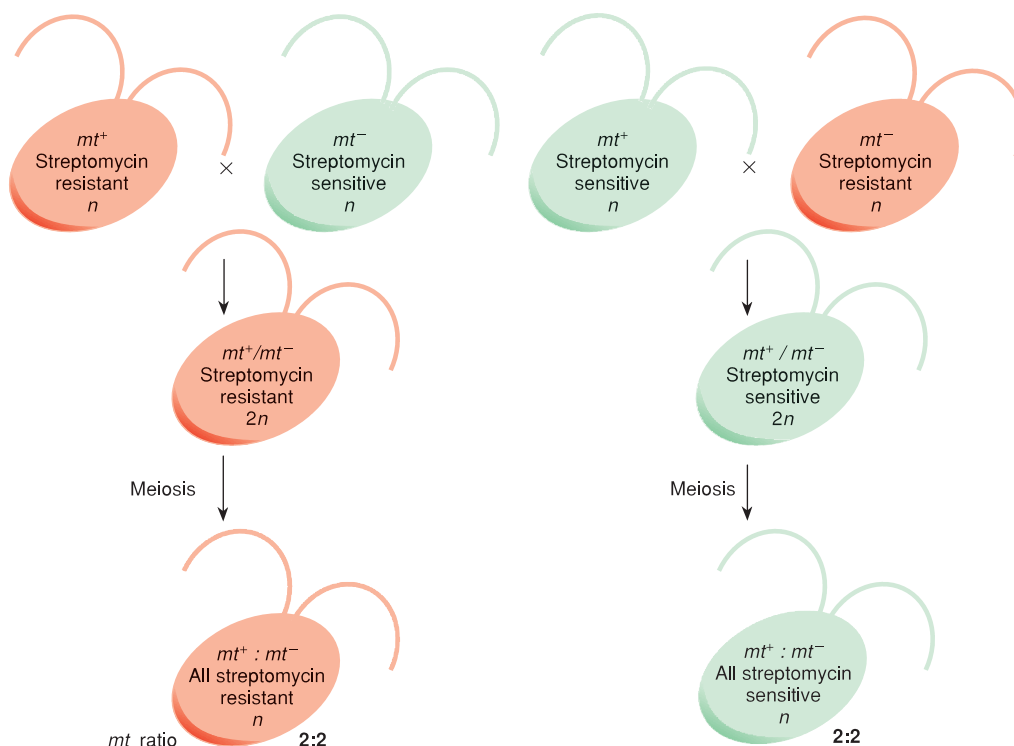 mt⁺
Streptomycin
resistant
n
×
mt⁻
Streptomycin
sensitive
n
mt⁺
Streptomycin
sensitive
n
×
mt⁻
Streptomycin
resistant
n
mt⁺/mt⁻
Streptomycin
resistant
2n
mt⁺ / mt⁻
Streptomycin
sensitive
2n
Meiosis
Meiosis
mt⁺ : mt⁻
All streptomycin
resistant
n
mt⁺ : mt⁻
All streptomycin
sensitive
n
mt ratio 2:2 2:2